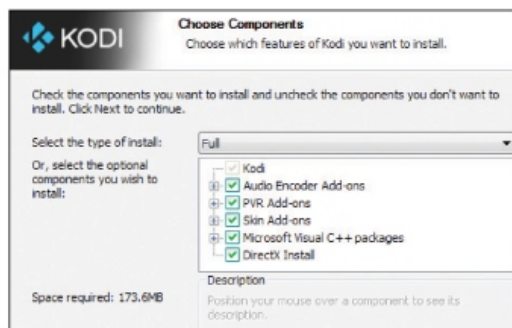 KODI
Choose Components
Choose which features of Kodi you want to install.
Check the components you want to install and uncheck the components you don't want to
install. Click Next to continue.
Select the type of install:
Full
Or, select the optional
components you wish to
install:
Kodi
Audio Encoder Add-ons
PVR Add-ons
Skin Add-ons
Microsoft Visual C++ packages
DirectX Install
Space required: 173.6MB
Description
Position your mouse over a component to see its
description.